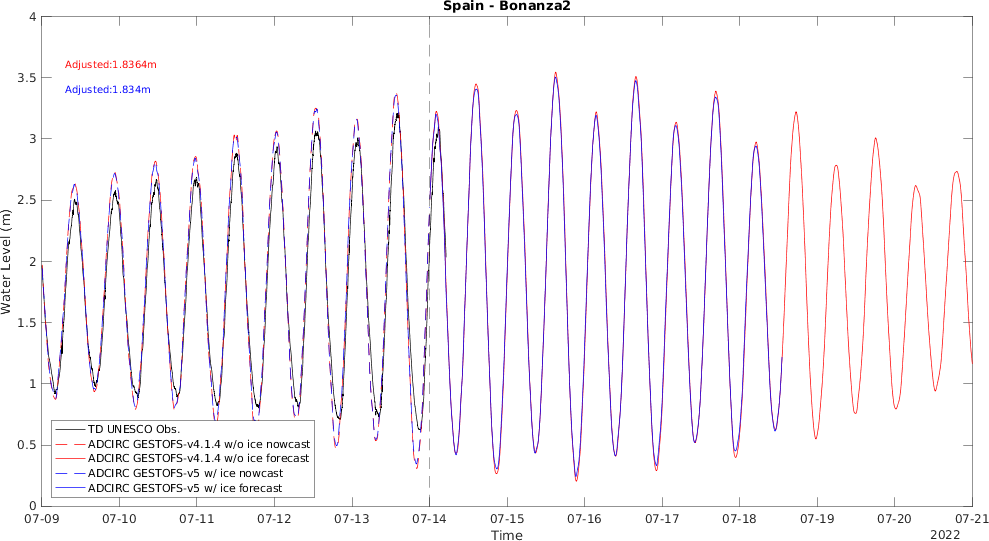 Spain - Bonanza2
Adjusted:1.8364m
Adjusted:1.834m
Water Level (m)
4
3.5
3
2.5
2
1.5
1
0.5
0
TD UNESCO Obs.
ADCIRC GESTOFS-v4.1.4 w/o ice nowcast
ADCIRC GESTOFS-v4.1.4 w/o ice forecast
ADCIRC GESTOFS-v5 w/ ice nowcast
ADCIRC GESTOFS-v5 w/ ice forecast
07-09 07-10 07-11 07-12 07-13 07-14 07-15 07-16 07-17 07-18 07-19 07-20 07-21
Time
2022